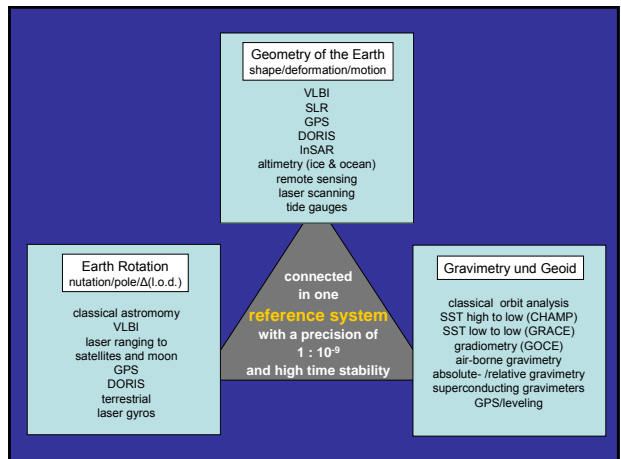 Geometry of the Earth
shape/deformation/motion
VLBI
SLR
GPS
DORIS
InSAR
altimetry (ice & ocean)
remote sensing
laser scanning
tide gauges
Earth Rotation
nutation/pole/Δ(l.o.d.)
classical astromomy
VLBI
laser ranging to
satellites and moon
GPS
DORIS
terrestrial
laser gyros
connected
in one
reference system
with a precision of
1 : 10⁻⁹
and high time stability
Gravimetry und Geoid
classical orbit analysis
SST high to low (CHAMP)
SST low to low (GRACE)
gradiometry (GOCE)
air-borne gravimetry
absolute- /relative gravimetry
superconducting gravimeters
GPS/leveling